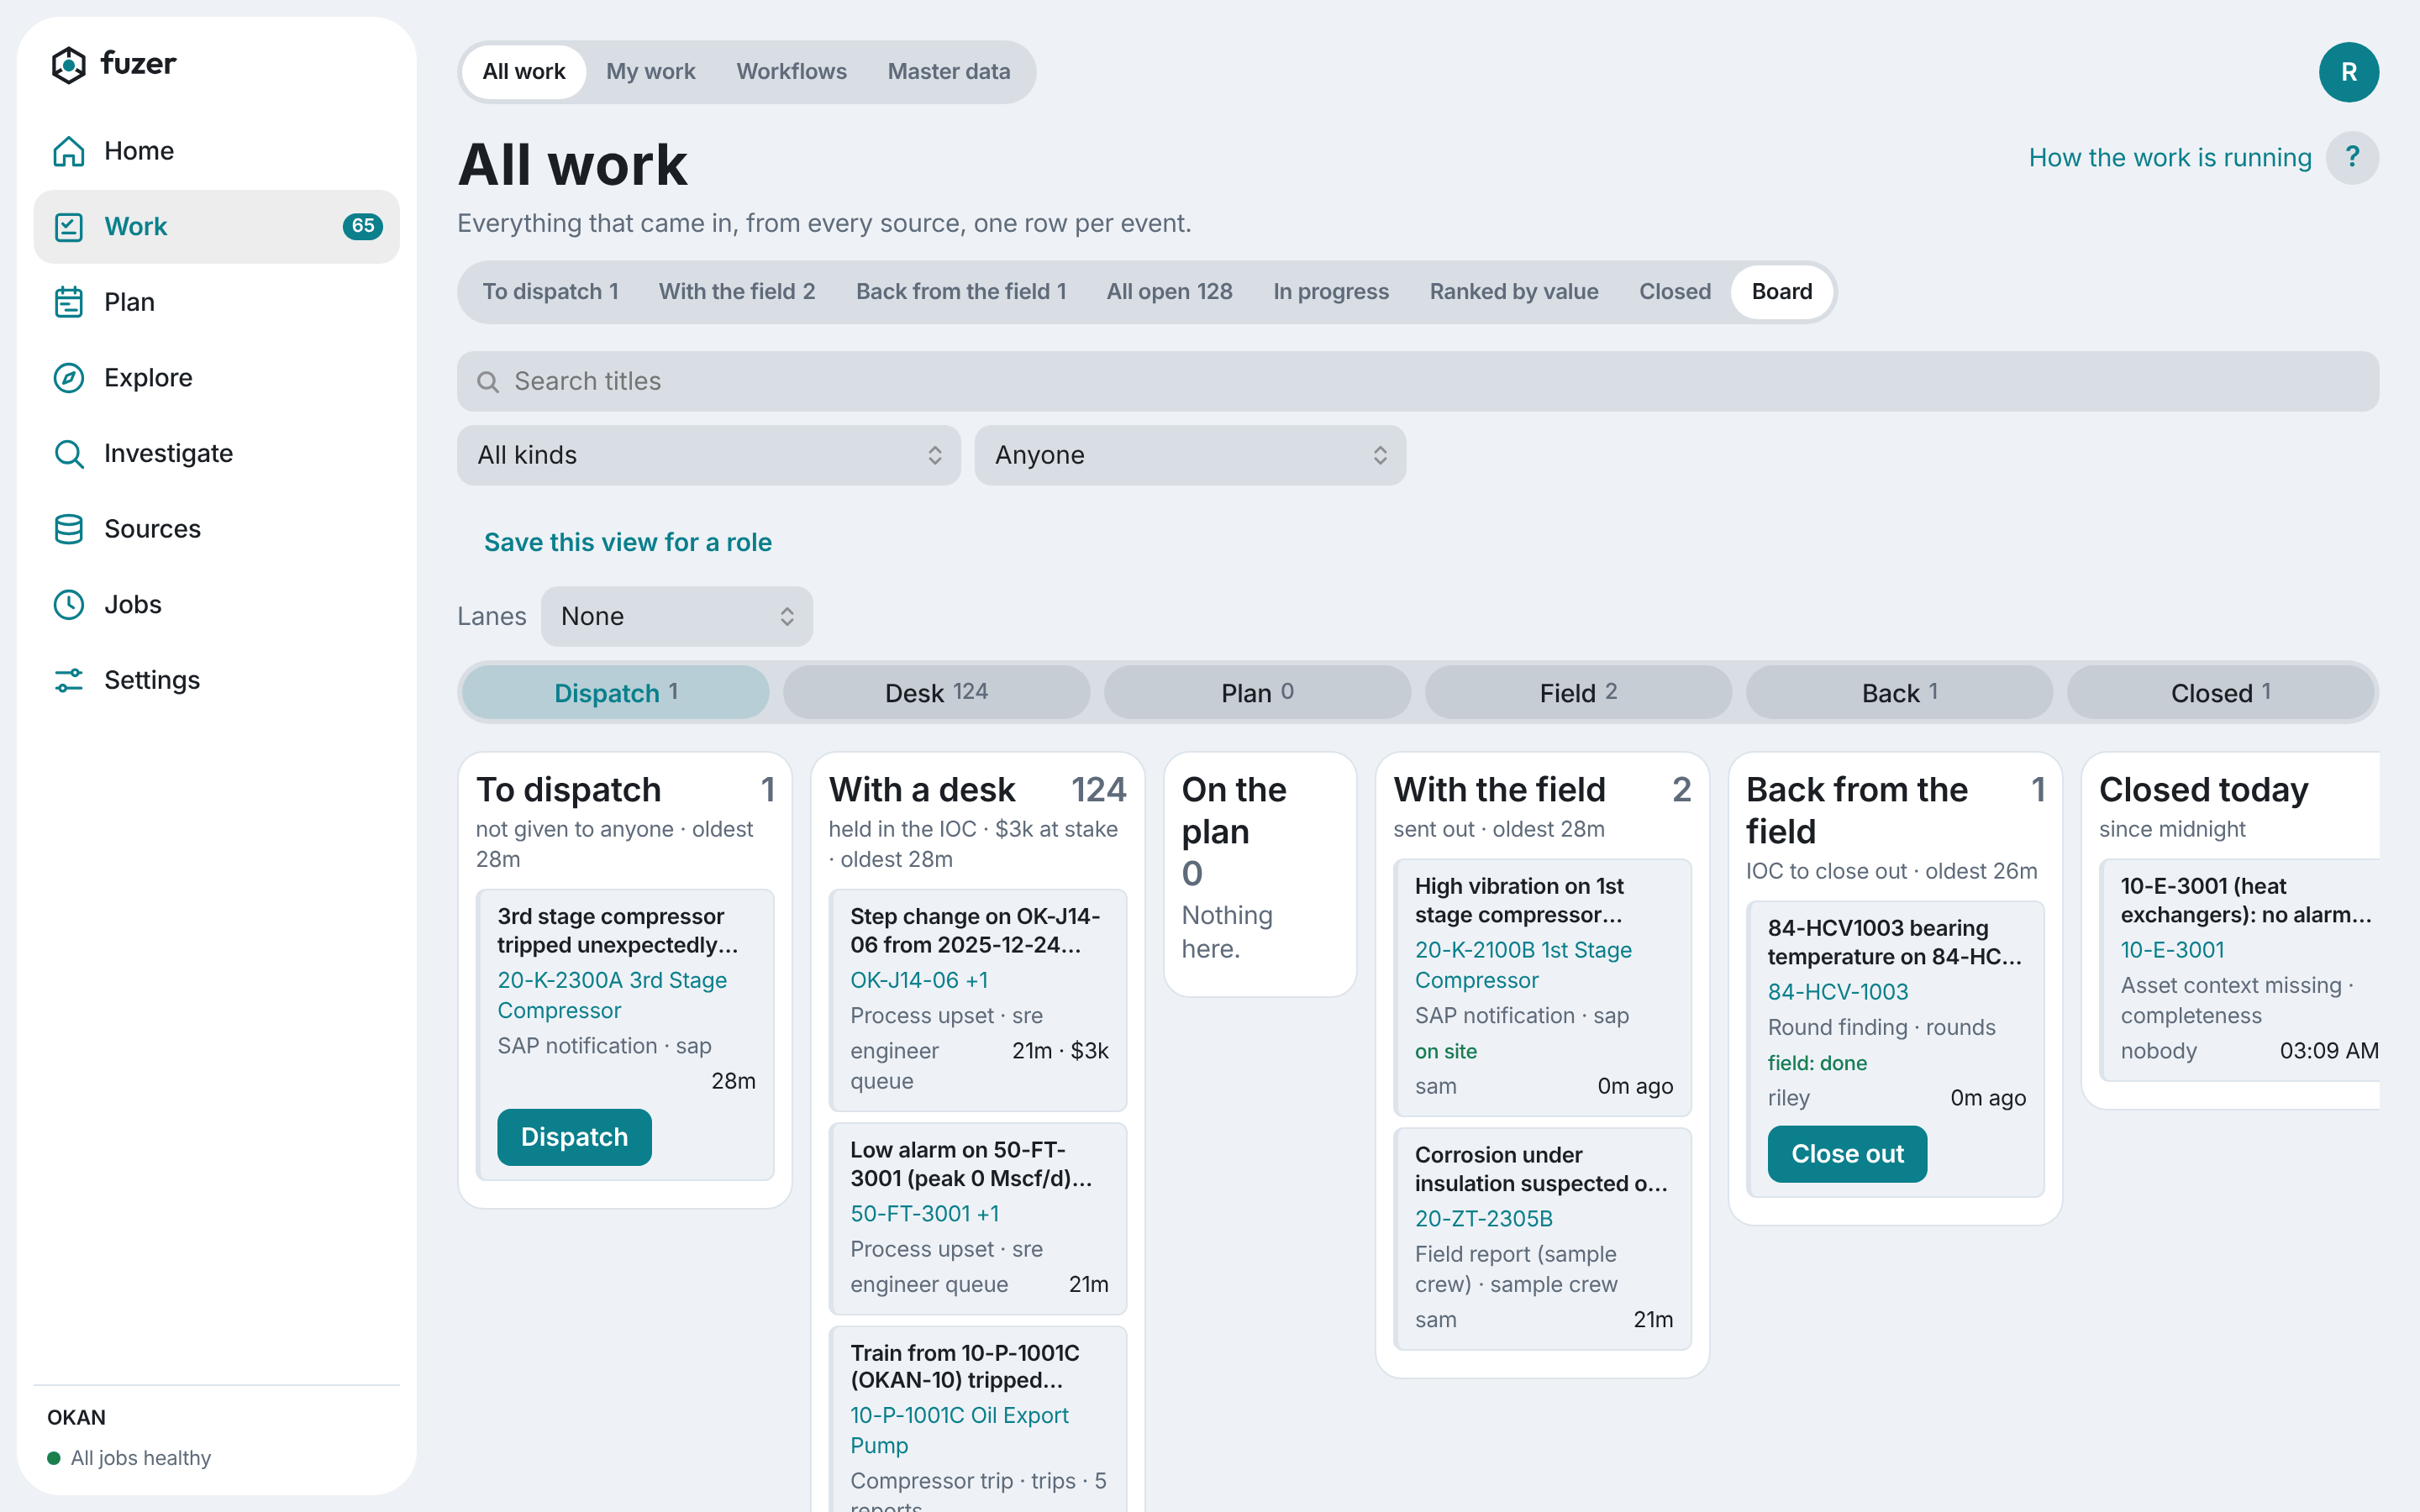 fuzer
Home
Work 65
Plan
Explore
Investigate
Sources
Jobs
Settings
OKAN
All jobs healthy
All work My work Workflows Master data
R
All work
How the work is running ?
Everything that came in, from every source, one row per event.
To dispatch 1 With the field 2 Back from the field 1 All open 128 In progress Ranked by value Closed Board
Search titles
All kinds
Anyone
Save this view for a role
Lanes None
Dispatch 1 Desk 124 Plan 0 Field 2 Back 1 Closed 1
To dispatch 1
not given to anyone · oldest
28m
3rd stage compressor
tripped unexpectedly...
20-K-2300A 3rd Stage
Compressor
SAP notification · sap
28m
Dispatch
With a desk 124
held in the IOC · $3k at stake
· oldest 28m
Step change on OK-J14-
06 from 2025-12-24...
OK-J14-06 +1
Process upset · sre
engineer 21m · $3k
queue
Low alarm on 50-FT-
3001 (peak 0 Mscf/d)...
50-FT-3001 +1
Process upset · sre
engineer queue 21m
Train from 10-P-1001C
(OKAN-10) tripped...
10-P-1001C Oil Export
Pump
Compressor trip · trips · 5
reports
On the
plan
0
Nothing
here.
With the field 2
sent out · oldest 28m
High vibration on 1st
stage compressor...
20-K-2100B 1st Stage
Compressor
SAP notification · sap
on site
sam 0m ago
Corrosion under
insulation suspected o...
20-ZT-2305B
Field report (sample
crew) · sample crew
sam 21m
Back from the 1
field
IOC to close out · oldest 26m
84-HCV1003 bearing
temperature on 84-HC...
84-HCV-1003
Round finding · rounds
field: done
riley 0m ago
Close out
Closed today
since midnight
10-E-3001 (heat
exchangers): no alarm...
10-E-3001
Asset context missing ·
completeness
nobody 03:09 AM